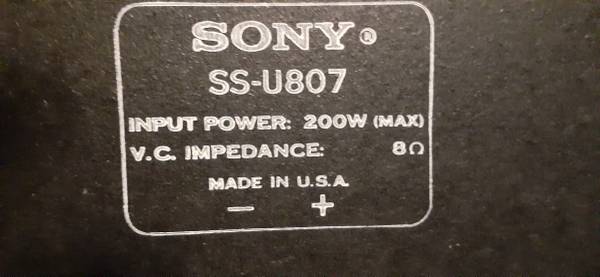 SONY®
SS-U807
INPUT POWER: 200W (MAX)
V.C. IMPEDANCE: 8Ω
MADE IN U.S.A.
− +